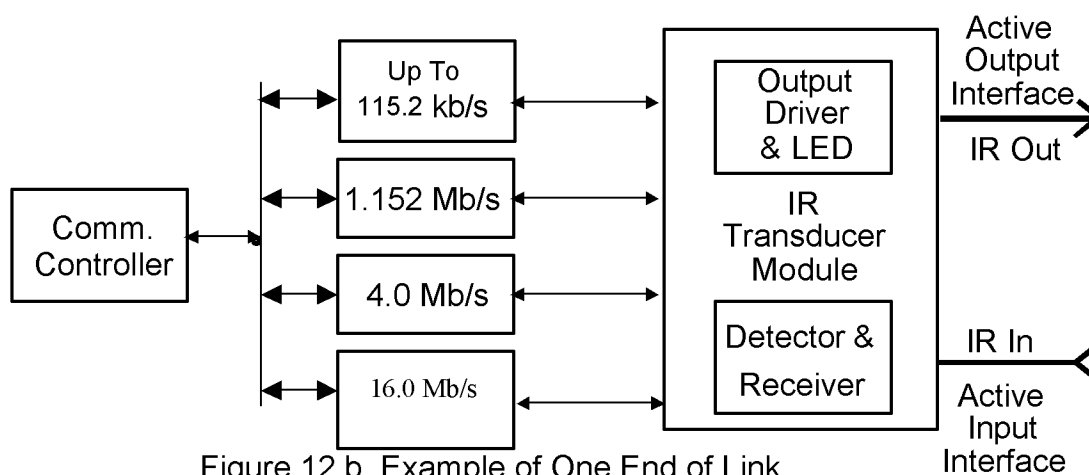 Comm.
Controller
Up To
115.2 kb/s
1.152 Mb/s
4.0 Mb/s
16.0 Mb/s
Output
Driver
& LED
IR
Transducer
Module
Detector &
Receiver
Active
Output
Interface
IR Out
IR In
Active
Input
Interface
Figure 12 b. Example of One End of Link